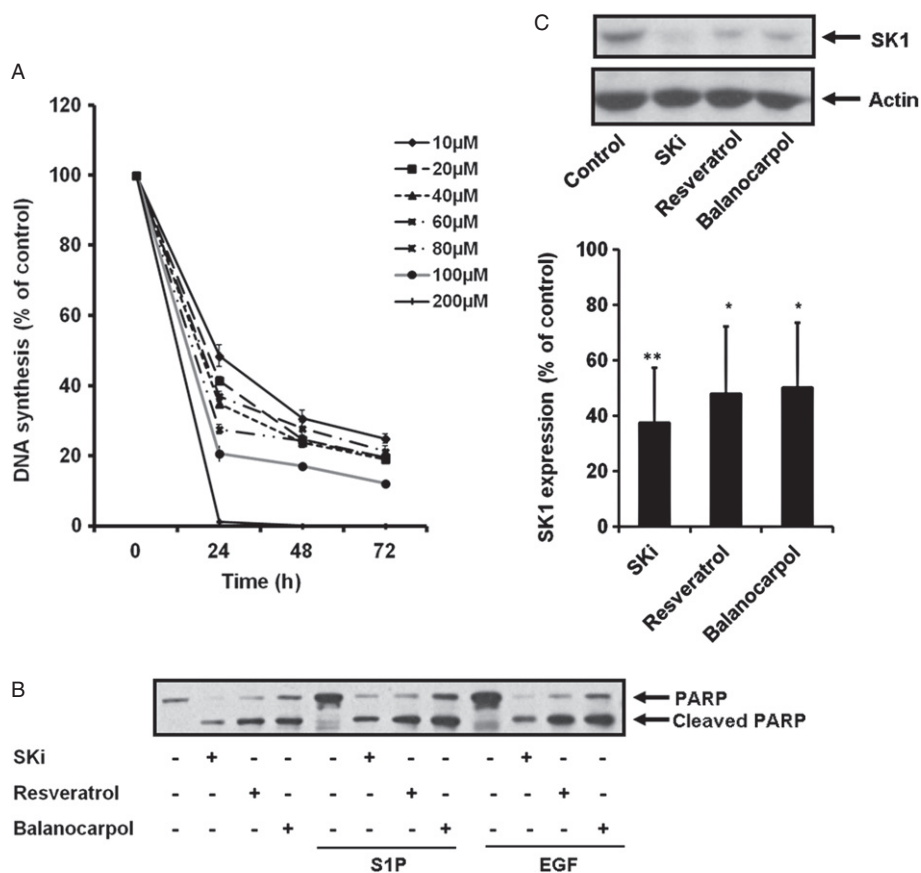 A
DNA synthesis (% of control)
120
100
80
60
40
20
0
0 24 48 72
Time (h)
10µM
20µM
40µM
60µM
80µM
100µM
200µM
C
SK1
Actin
Control SKi Resveratrol Balanocarpol
SK1 expression (% of control)
100
80
60
40
20
0
** * *
SKi Resveratrol Balanocarpol
B
PARP
Cleaved PARP
SKi - + - - - + - - - + - -
Resveratrol - - + - - - + - - - + -
Balanocarpol - - - + - - - + - - - +
S1P EGF